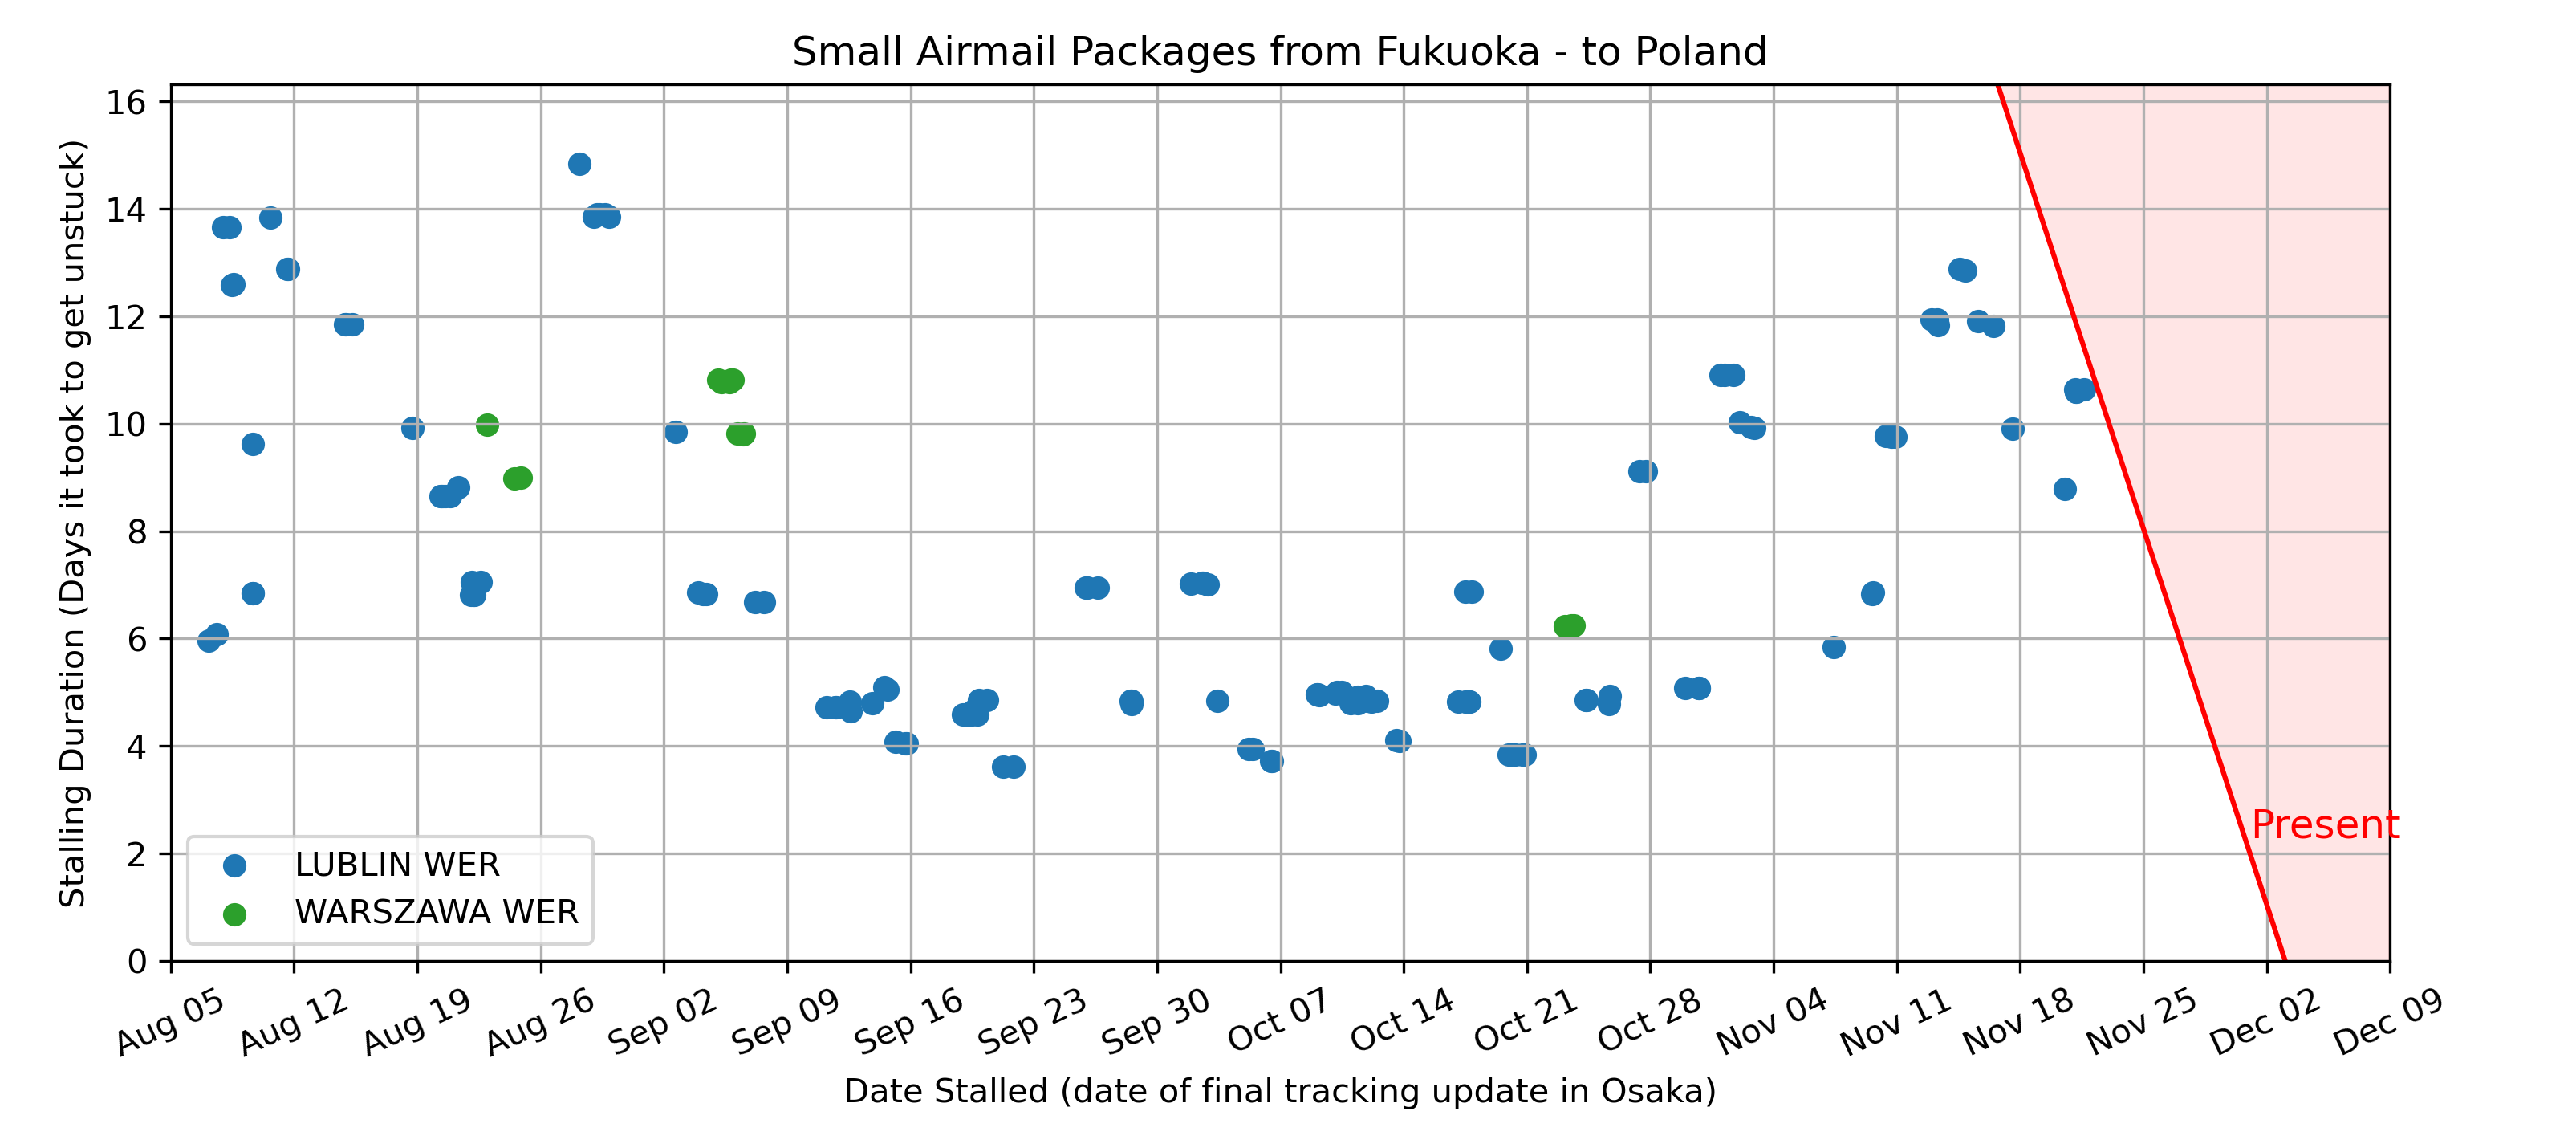 Small Airmail Packages from Fukuoka - to Poland
Stalling Duration (Days it took to get unstuck)
16
14
12
10
8
6
4
2
0
Present
LUBLIN WER
WARSZAWA WER
Aug 05
Aug 12
Aug 19
Aug 26
Sep 02
Sep 09
Sep 16
Sep 23
Sep 30
Oct 07
Oct 14
Oct 21
Oct 28
Nov 04
Nov 11
Nov 18
Nov 25
Dec 02
Dec 09
Date Stalled (date of final tracking update in Osaka)